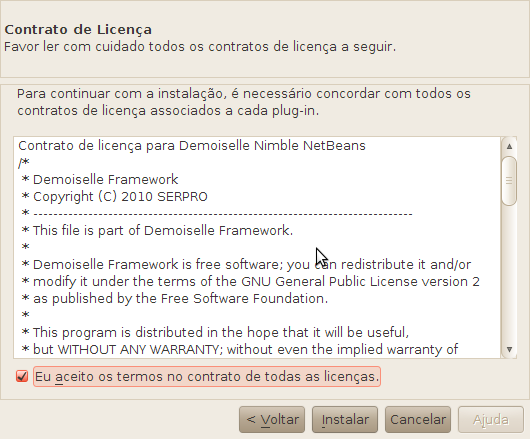 Contrato de Licença
Favor ler com cuidado todos os contratos de licença a seguir.
Para continuar com a instalação, é necessário concordar com todos os
contratos de licença associados a cada plug-in.
Contrato de licença para Demoiselle Nimble NetBeans
/*
* Demoiselle Framework
* Copyright (C) 2010 SERPRO
* ----------------------------------------------------------------------------
* This file is part of Demoiselle Framework.
*
* Demoiselle Framework is free software; you can redistribute it and/or
* modify it under the terms of the GNU General Public License version 2
* as published by the Free Software Foundation.
*
* This program is distributed in the hope that it will be useful,
* but WITHOUT ANY WARRANTY; without even the implied warranty of
Eu aceito os termos no contrato de todas as licenças.
< Voltar Instalar Cancelar Ajuda